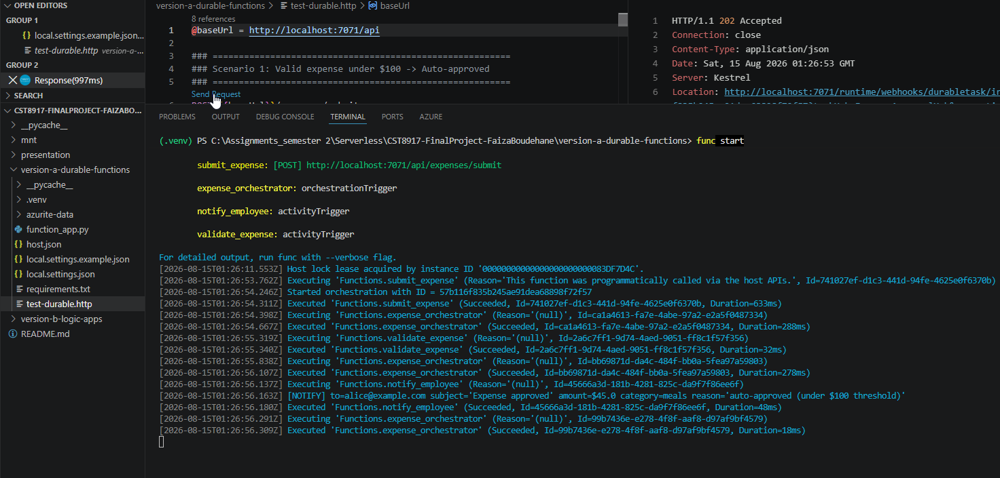 OPEN EDITORS
GROUP 1
{} local.settings.example.json...
test-durable.http version-a-...
GROUP 2
Response(997ms)
SEARCH
CST8917-FINALPROJECT-FAIZABO...
__pycache__
mnt
presentation
version-a-durable-functions
__pycache__
.venv
azurite-data
function_app.py
{} host.json
{} local.settings.example.json
{} local.settings.json
requirements.txt
test-durable.http
version-b-logic-apps
README.md
version-a-durable-functions > test-durable.http > baseUrl
8 references
1 @baseUrl = http://localhost:7071/api
2
3 ### =========================================================
4 ### Scenario 1: Valid expense under $100 -> Auto-approved
5 ### =========================================================
Send Request
1 HTTP/1.1 202 Accepted
2 Connection: close
3 Content-Type: application/json
4 Date: Sat, 15 Aug 2026 01:26:53 GMT
5 Server: Kestrel
6 Location: http://localhost:7071/runtime/webhooks/durabletask/in
PROBLEMS OUTPUT DEBUG CONSOLE TERMINAL PORTS AZURE
(.venv) PS C:\Assignments_semester 2\Serverless\CST8917-FinalProject-FaizaBoudehane\version-a-durable-functions> func start
submit_expense: [POST] http://localhost:7071/api/expenses/submit
expense_orchestrator: orchestrationTrigger
notify_employee: activityTrigger
validate_expense: activityTrigger
For detailed output, run func with --verbose flag.
[2026-08-15T01:26:11.553Z] Host lock lease acquired by instance ID '00000000000000000000000083DF7D4C'.
[2026-08-15T01:26:53.762Z] Executing 'Functions.submit_expense' (Reason='This function was programmatically called via the host APIs.', Id=741027ef-d1c3-441d-94fe-4625e0f6370b)
[2026-08-15T01:26:54.246Z] Started orchestration with ID = 57b116f835b245ae91dea68898f72f57
[2026-08-15T01:26:54.311Z] Executed 'Functions.submit_expense' (Succeeded, Id=741027ef-d1c3-441d-94fe-4625e0f6370b, Duration=633ms)
[2026-08-15T01:26:54.398Z] Executing 'Functions.expense_orchestrator' (Reason='(null)', Id=ca1a4613-fa7e-4abe-97a2-e2a5f0487334)
[2026-08-15T01:26:54.667Z] Executed 'Functions.expense_orchestrator' (Succeeded, Id=ca1a4613-fa7e-4abe-97a2-e2a5f0487334, Duration=288ms)
[2026-08-15T01:26:55.319Z] Executing 'Functions.validate_expense' (Reason='(null)', Id=2a6c7ff1-9d74-4aed-9051-ff8c1f57f356)
[2026-08-15T01:26:55.340Z] Executed 'Functions.validate_expense' (Succeeded, Id=2a6c7ff1-9d74-4aed-9051-ff8c1f57f356, Duration=32ms)
[2026-08-15T01:26:55.838Z] Executing 'Functions.expense_orchestrator' (Reason='(null)', Id=bb69871d-da4c-484f-bb0a-5fea97a59803)
[2026-08-15T01:26:56.107Z] Executed 'Functions.expense_orchestrator' (Succeeded, Id=bb69871d-da4c-484f-bb0a-5fea97a59803, Duration=278ms)
[2026-08-15T01:26:56.137Z] Executing 'Functions.notify_employee' (Reason='(null)', Id=45666a3d-181b-4281-825c-da9f7f86ee6f)
[2026-08-15T01:26:56.163Z] [NOTIFY] to=alice@example.com subject='Expense approved' amount=$45.0 category=meals reason='auto-approved (under $100 threshold)'
[2026-08-15T01:26:56.180Z] Executed 'Functions.notify_employee' (Succeeded, Id=45666a3d-181b-4281-825c-da9f7f86ee6f, Duration=48ms)
[2026-08-15T01:26:56.291Z] Executing 'Functions.expense_orchestrator' (Reason='(null)', Id=99b7436e-e278-4f8f-aaf8-d97af9bf4579)
[2026-08-15T01:26:56.309Z] Executed 'Functions.expense_orchestrator' (Succeeded, Id=99b7436e-e278-4f8f-aaf8-d97af9bf4579, Duration=18ms)